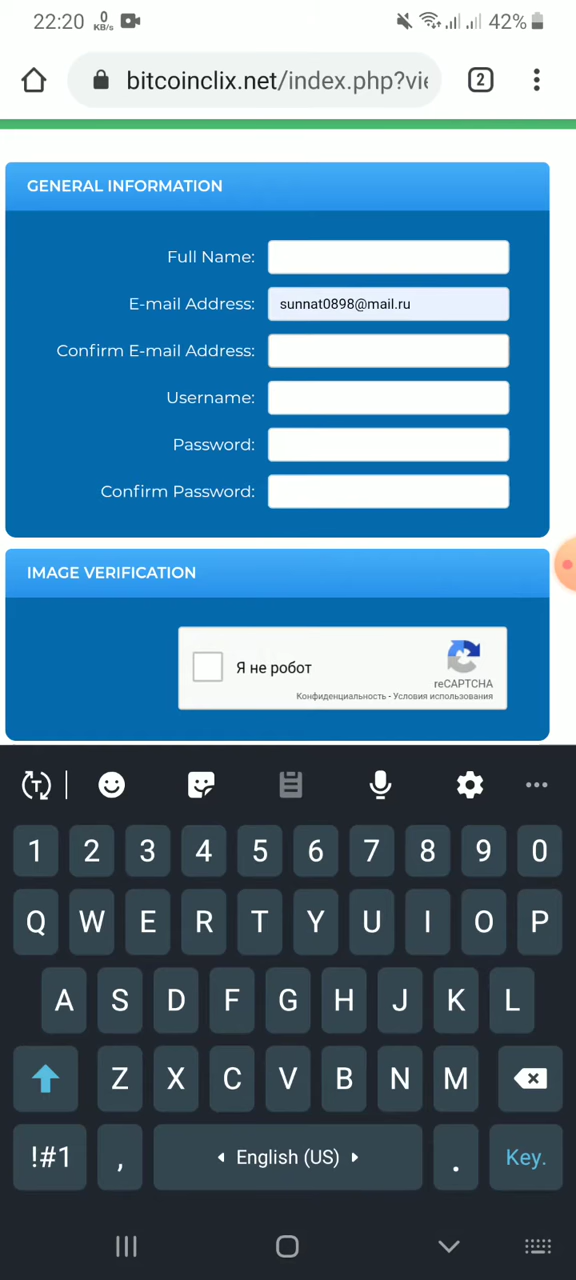 22:20 0 KB/s 42%
bitcoinclix.net/index.php?vie 2
GENERAL INFORMATION
Full Name:
E-mail Address: sunnat0898@mail.ru
Confirm E-mail Address:
Username:
Password:
Confirm Password:
IMAGE VERIFICATION
Я не робот
reCAPTCHA
Конфиденциальность - Условия использования
T
1 2 3 4 5 6 7 8 9 0
Q W E R T Y U I O P
A S D F G H J K L
Z X C V B N M
!#1 , English (US) . Key.